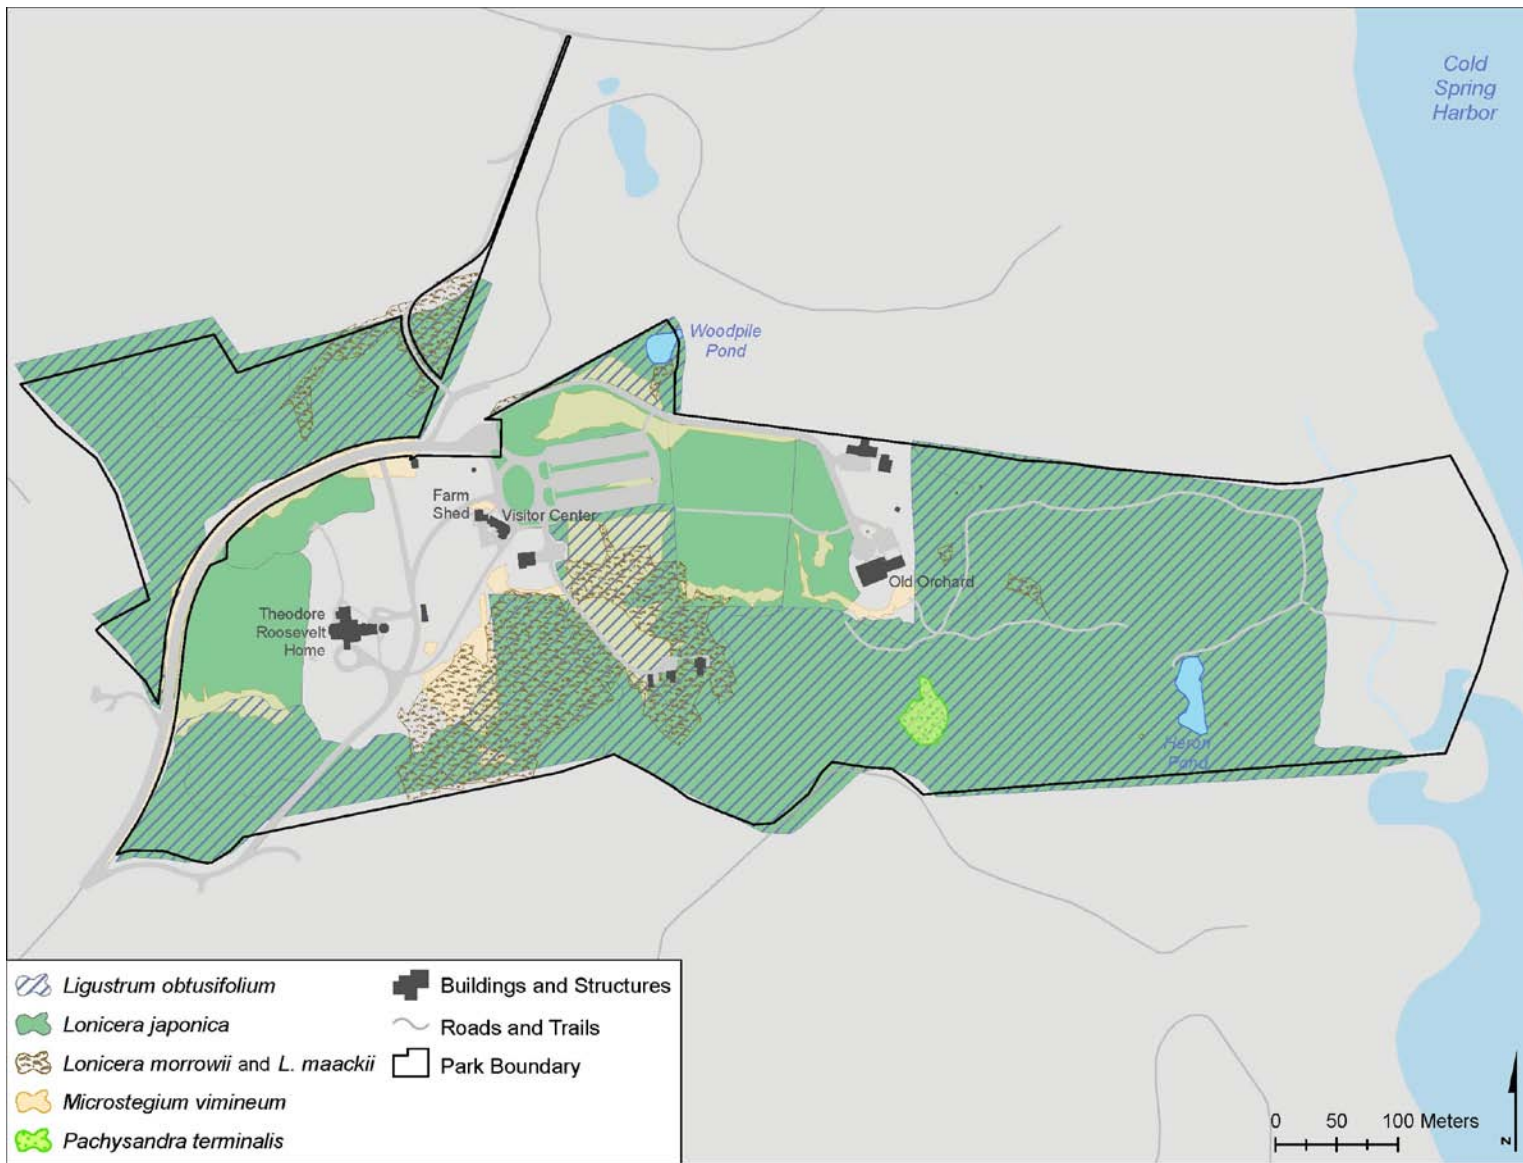 Cold
Spring
Harbor
Woodpile
Pond
Farm
Shed
Visitor Center
Old Orchard
Theodore
Roosevelt
Home
Heron
Pond
Ligustrum obtusifolium
Lonicera japonica
Lonicera morrowii and L. maackii
Microstegium vimineum
Pachysandra terminalis
Buildings and Structures
Roads and Trails
Park Boundary
0 50 100 Meters
N